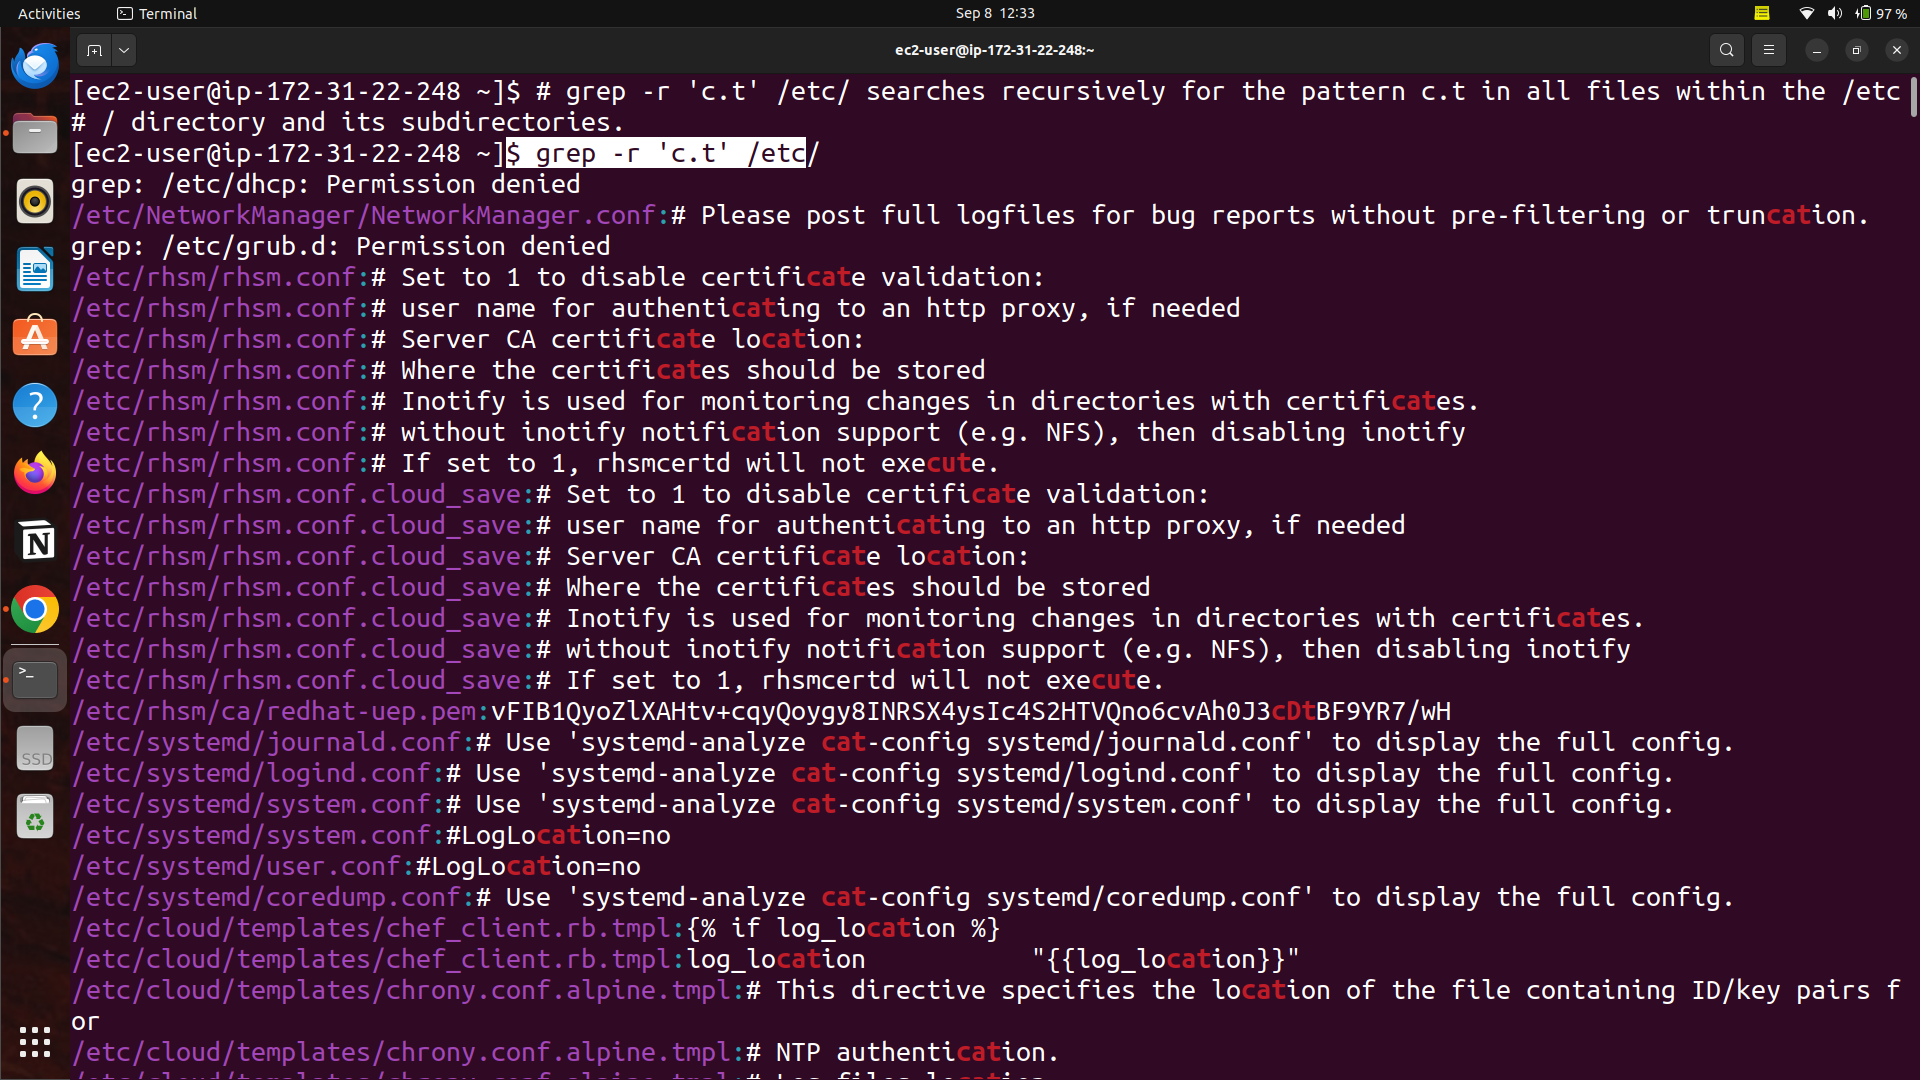 Activities Terminal Sep 8 12:33 97 %
ec2-user@ip-172-31-22-248:~
[ec2-user@ip-172-31-22-248 ~]$ # grep -r 'c.t' /etc/ searches recursively for the pattern c.t in all files within the /etc
# / directory and its subdirectories.
[ec2-user@ip-172-31-22-248 ~]$ grep -r 'c.t' /etc/
grep: /etc/dhcp: Permission denied
/etc/NetworkManager/NetworkManager.conf:# Please post full logfiles for bug reports without pre-filtering or truncation.
grep: /etc/grub.d: Permission denied
/etc/rhsm/rhsm.conf:# Set to 1 to disable certificate validation:
/etc/rhsm/rhsm.conf:# user name for authenticating to an http proxy, if needed
/etc/rhsm/rhsm.conf:# Server CA certificate location:
/etc/rhsm/rhsm.conf:# Where the certificates should be stored
/etc/rhsm/rhsm.conf:# Inotify is used for monitoring changes in directories with certificates.
/etc/rhsm/rhsm.conf:# without inotify notification support (e.g. NFS), then disabling inotify
/etc/rhsm/rhsm.conf:# If set to 1, rhsmcertd will not execute.
/etc/rhsm/rhsm.conf.cloud_save:# Set to 1 to disable certificate validation:
/etc/rhsm/rhsm.conf.cloud_save:# user name for authenticating to an http proxy, if needed
/etc/rhsm/rhsm.conf.cloud_save:# Server CA certificate location:
/etc/rhsm/rhsm.conf.cloud_save:# Where the certificates should be stored
/etc/rhsm/rhsm.conf.cloud_save:# Inotify is used for monitoring changes in directories with certificates.
/etc/rhsm/rhsm.conf.cloud_save:# without inotify notification support (e.g. NFS), then disabling inotify
/etc/rhsm/rhsm.conf.cloud_save:# If set to 1, rhsmcertd will not execute.
/etc/rhsm/ca/redhat-uep.pem:vFIB1QyoZlXAHtv+cqyQoygy8INRSX4ysIc4S2HTVQno6cvAh0J3cDtBF9YR7/wH
/etc/systemd/journald.conf:# Use 'systemd-analyze cat-config systemd/journald.conf' to display the full config.
/etc/systemd/logind.conf:# Use 'systemd-analyze cat-config systemd/logind.conf' to display the full config.
/etc/systemd/system.conf:# Use 'systemd-analyze cat-config systemd/system.conf' to display the full config.
/etc/systemd/system.conf:#LogLocation=no
/etc/systemd/user.conf:#LogLocation=no
/etc/systemd/coredump.conf:# Use 'systemd-analyze cat-config systemd/coredump.conf' to display the full config.
/etc/cloud/templates/chef_client.rb.tmpl:{% if log_location %}
/etc/cloud/templates/chef_client.rb.tmpl:log_location "{{log_location}}"
/etc/cloud/templates/chrony.conf.alpine.tmpl:# This directive specifies the location of the file containing ID/key pairs f
or
/etc/cloud/templates/chrony.conf.alpine.tmpl:# NTP authentication.
SSD